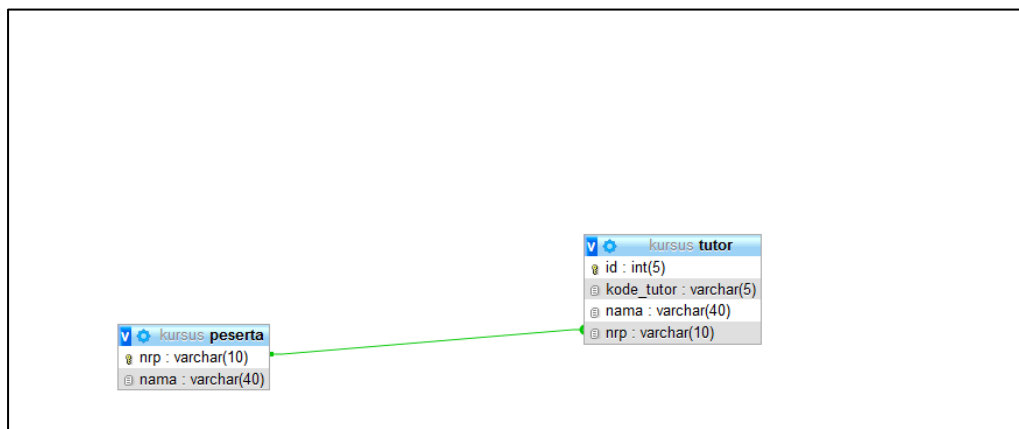 V kursus tutor
id : int(5)
kode_tutor : varchar(5)
nama : varchar(40)
nrp : varchar(10)
V kursus peserta
nrp : varchar(10)
nama : varchar(40)